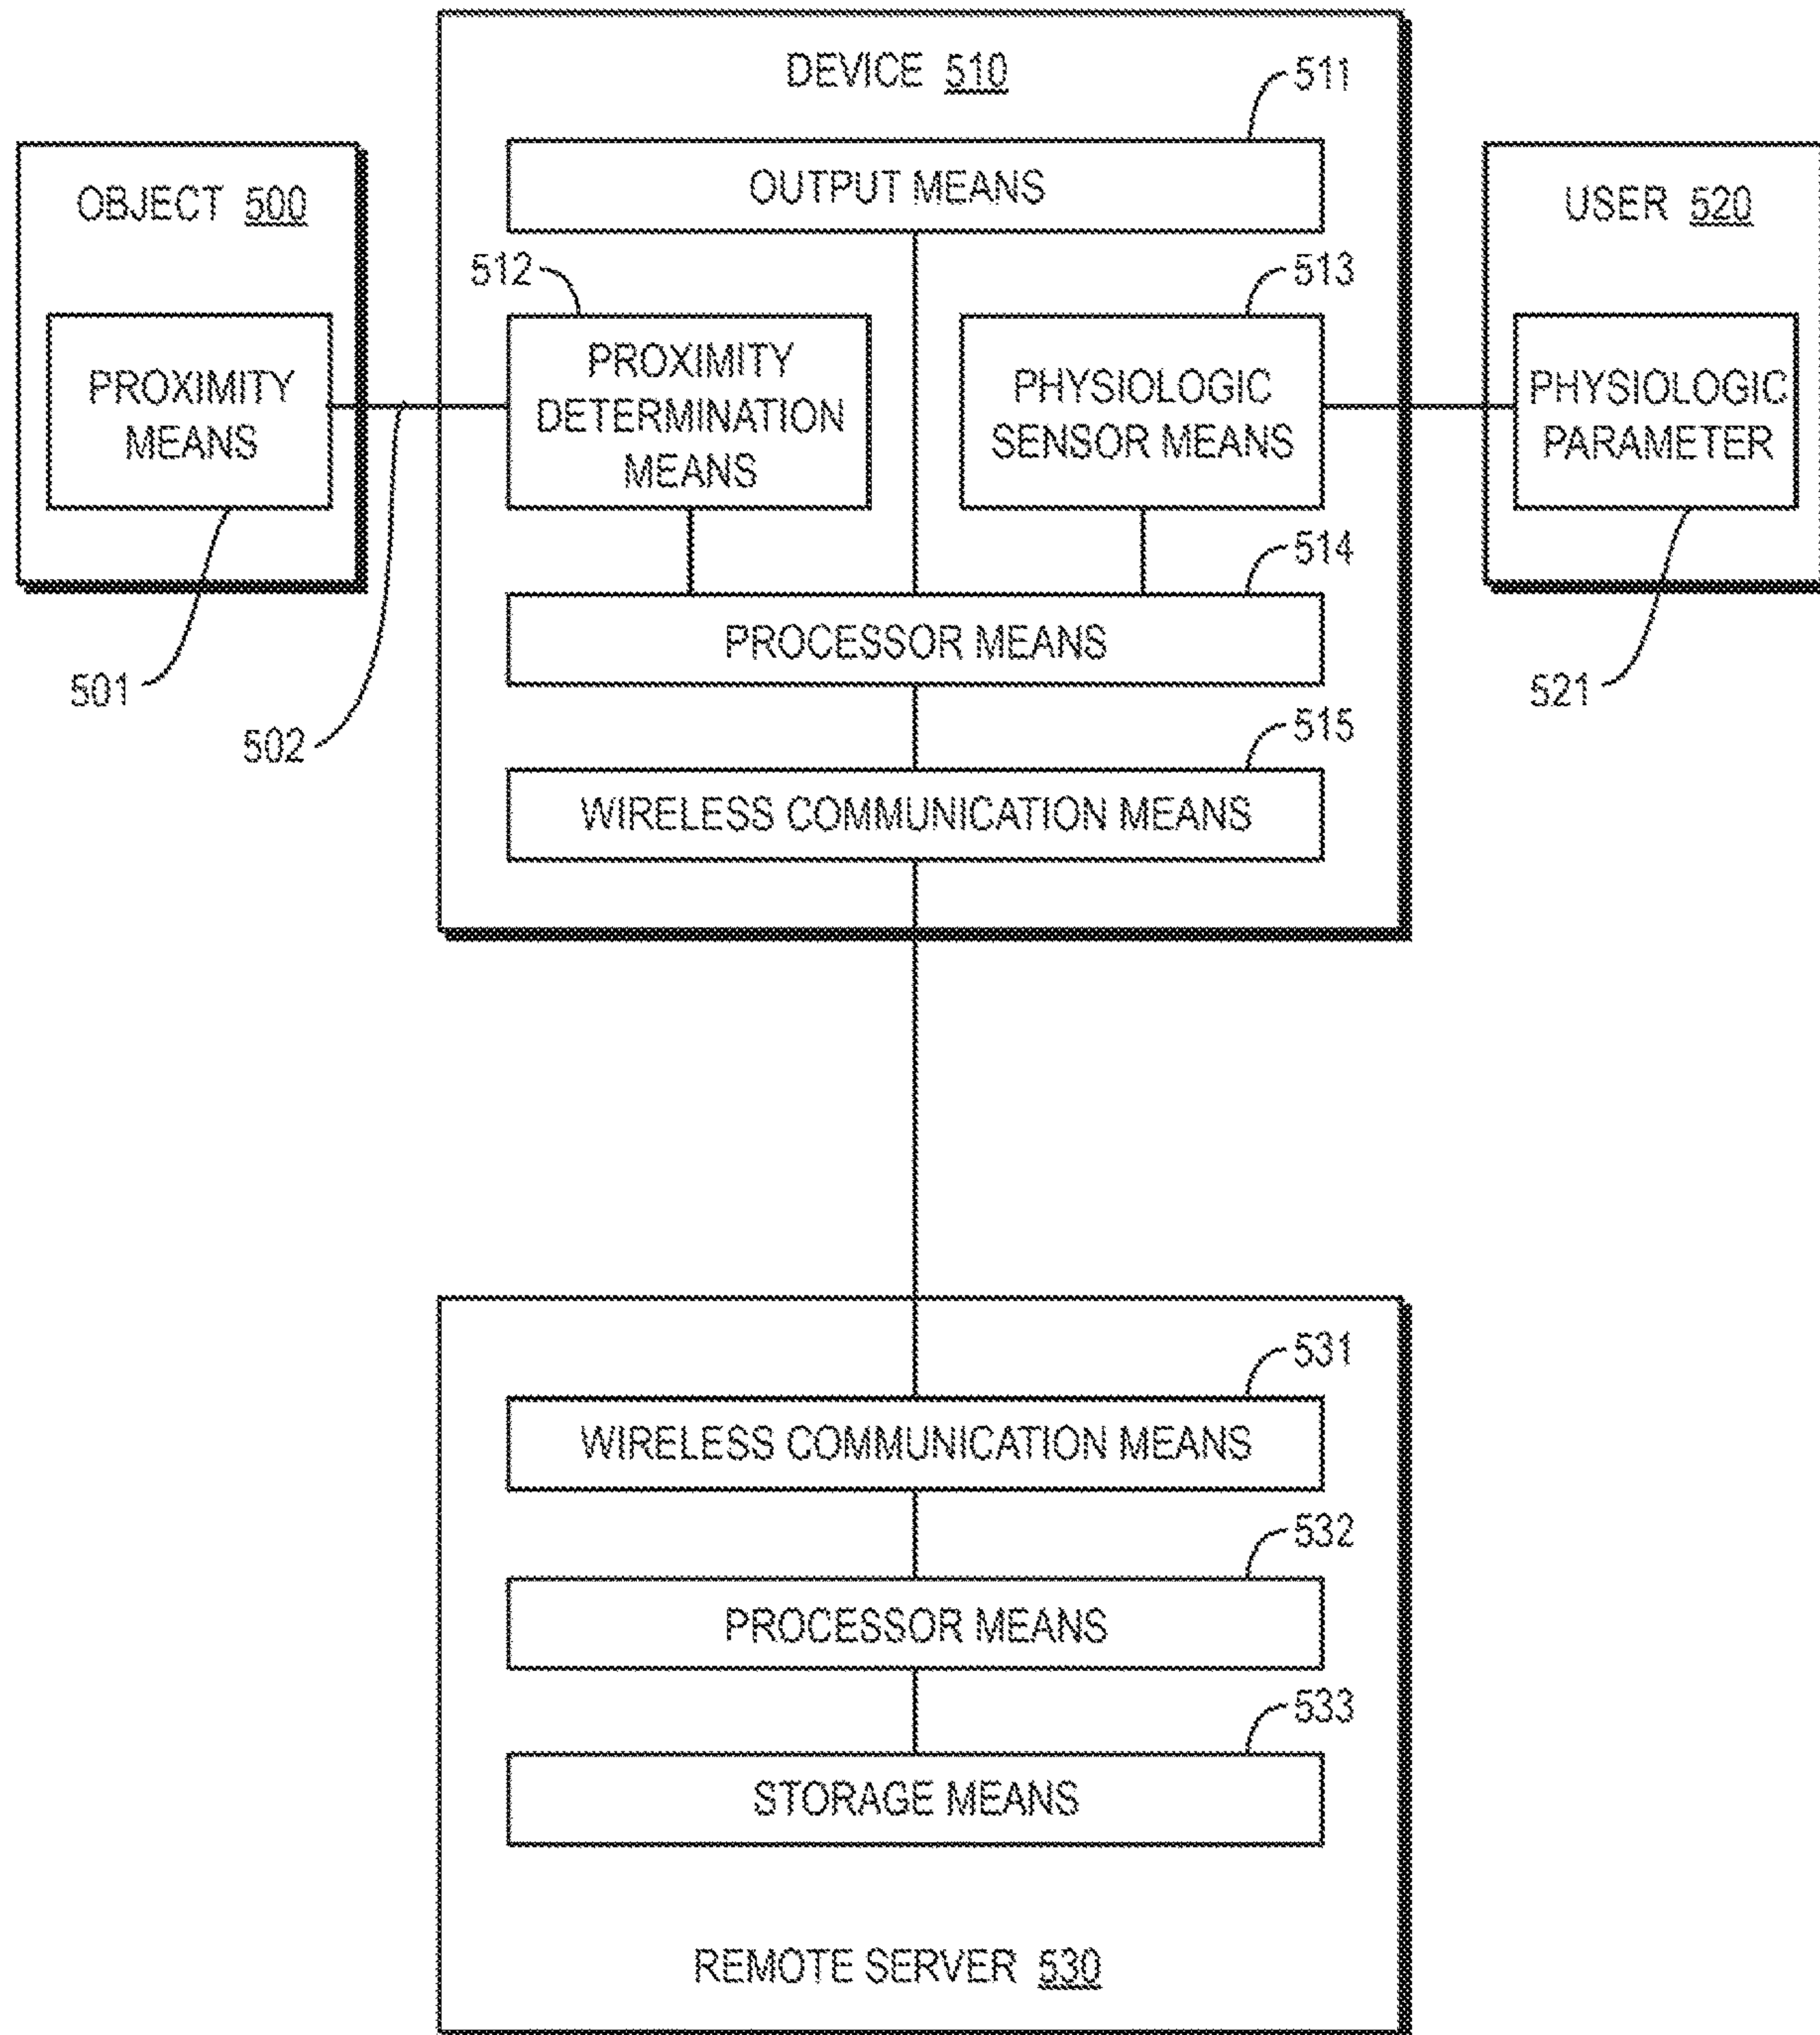 DEVICE 510
511
OUTPUT MEANS
OBJECT 500
USER 520
512
513
PROXIMITY
MEANS
PROXIMITY
DETERMINATION
MEANS
PHYSIOLOGIC
SENSOR MEANS
PHYSIOLOGIC
PARAMETER
514
PROCESSOR MEANS
501
502
521
515
WIRELESS COMMUNICATION MEANS
531
WIRELESS COMMUNICATION MEANS
532
PROCESSOR MEANS
533
STORAGE MEANS
REMOTE SERVER 530